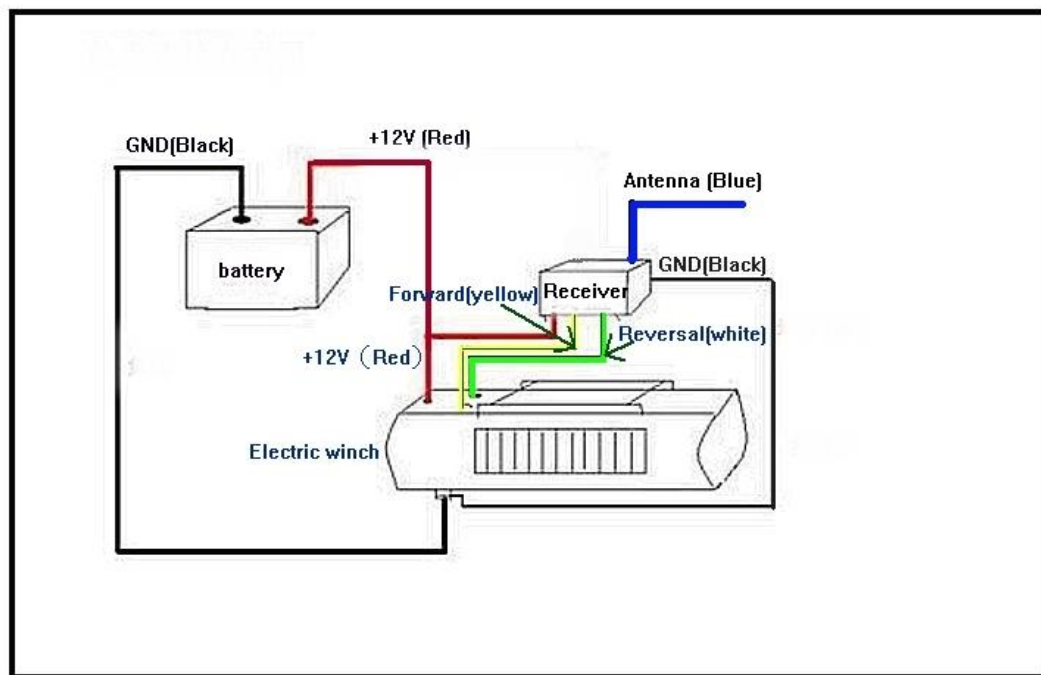 GND(Black)
+12V (Red)
Antenna (Blue)
battery
GND(Black)
Forward(yellow)
Receiver
Reversal(white)
+12V（Red）
Electric winch